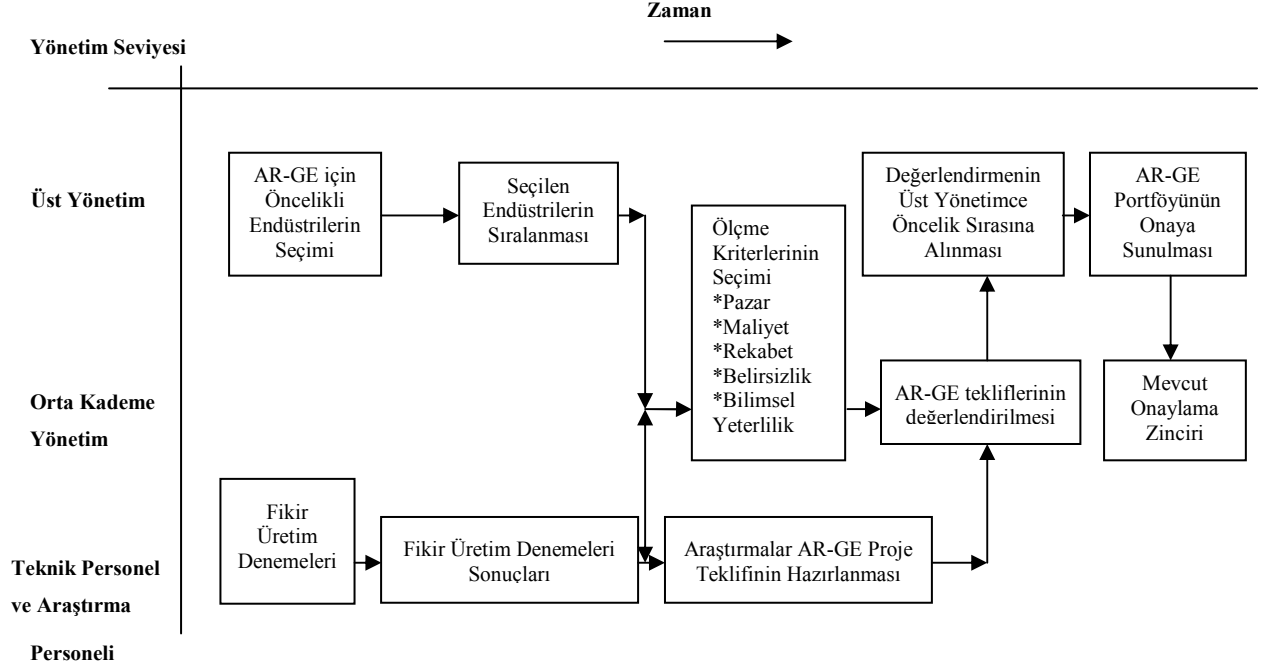 Zaman
Yönetim Seviyesi
Üst Yönetim
AR-GE için
Öncelikli
Endüstrilerin
Seçimi
Seçilen
Endüstrilerin
Sıralanması
Ölçme
Kriterlerinin
Seçimi
*Pazar
*Maliyet
*Rekabet
*Belirsizlik
*Bilimsel
Yeterlilik
Değerlendirmenin
Üst Yönetimce
Öncelik Sırasına
Alınması
AR-GE
Portföyünün
Onaya
Sunulması
Orta Kademe
Yönetim
AR-GE tekliflerinin
değerlendirilmesi
Mevcut
Onaylama
Zinciri
Teknik Personel
ve Araştırma
Personeli
Fikir
Üretim
Denemeleri
Fikir Üretim Denemeleri
Sonuçları
Araştırmalar AR-GE Proje
Teklifinin Hazırlanması